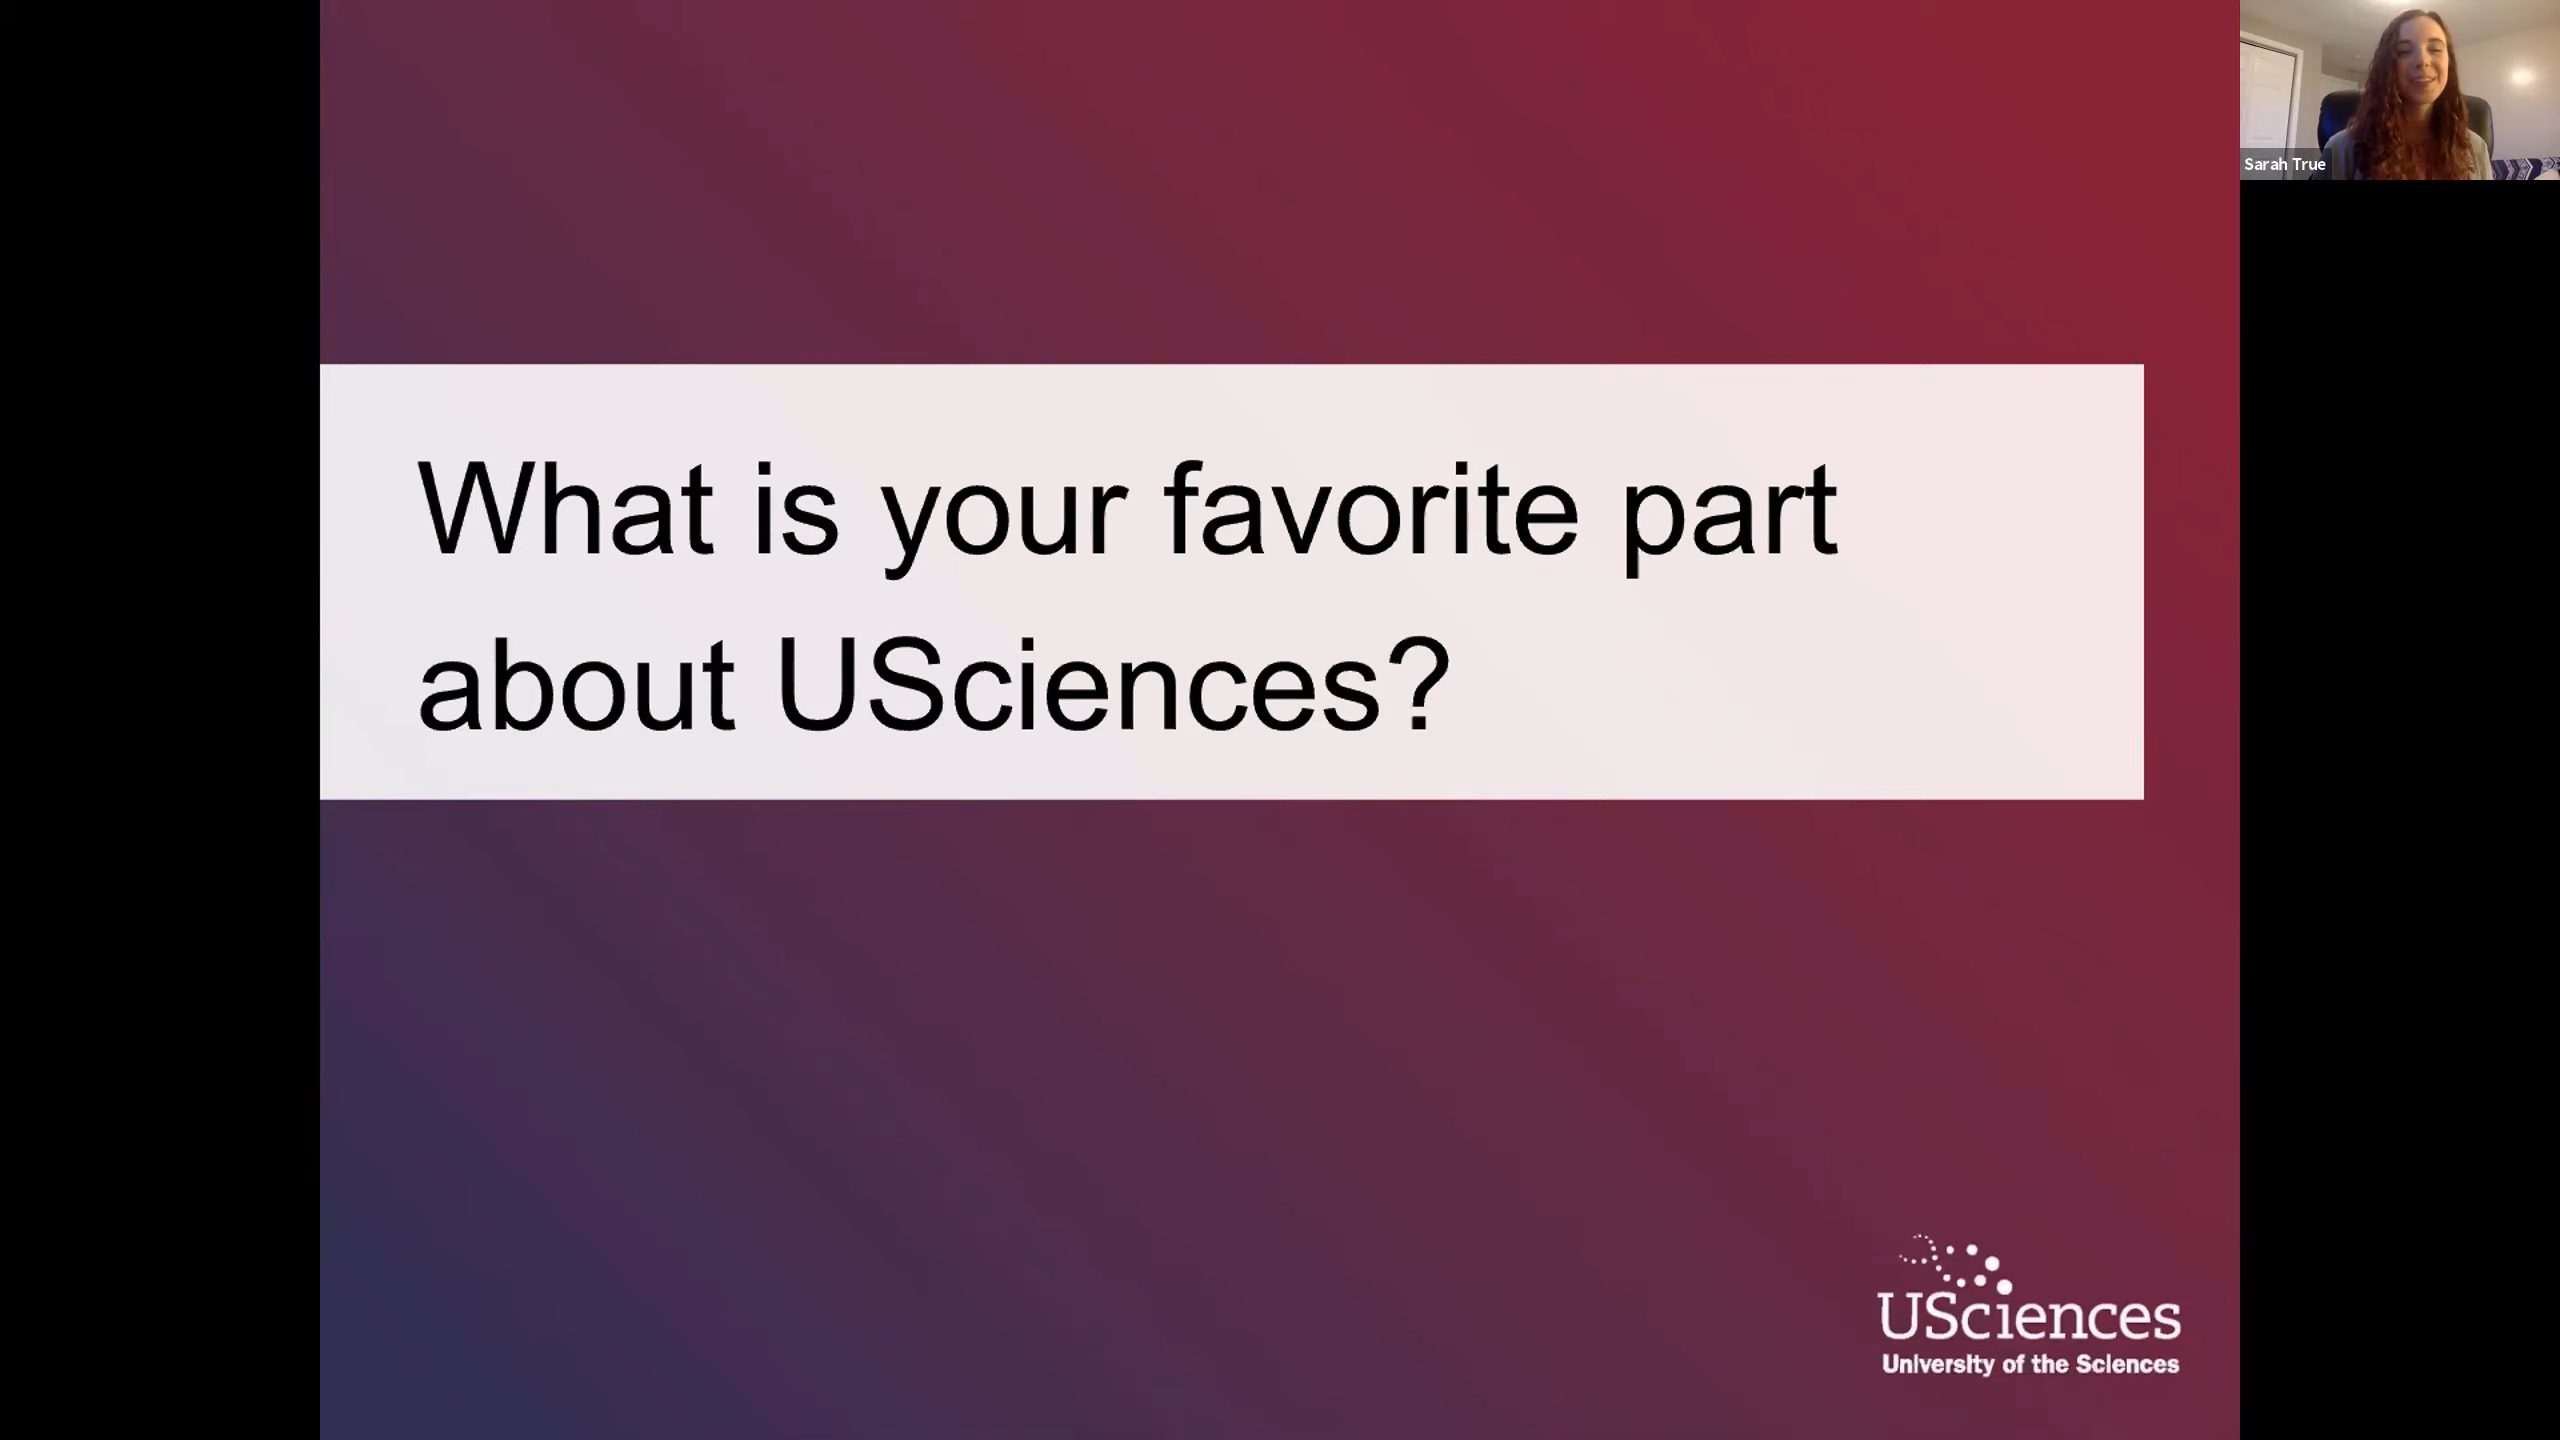 Sarah True
What is your favorite part
about USciences?
USciences
University of the Sciences